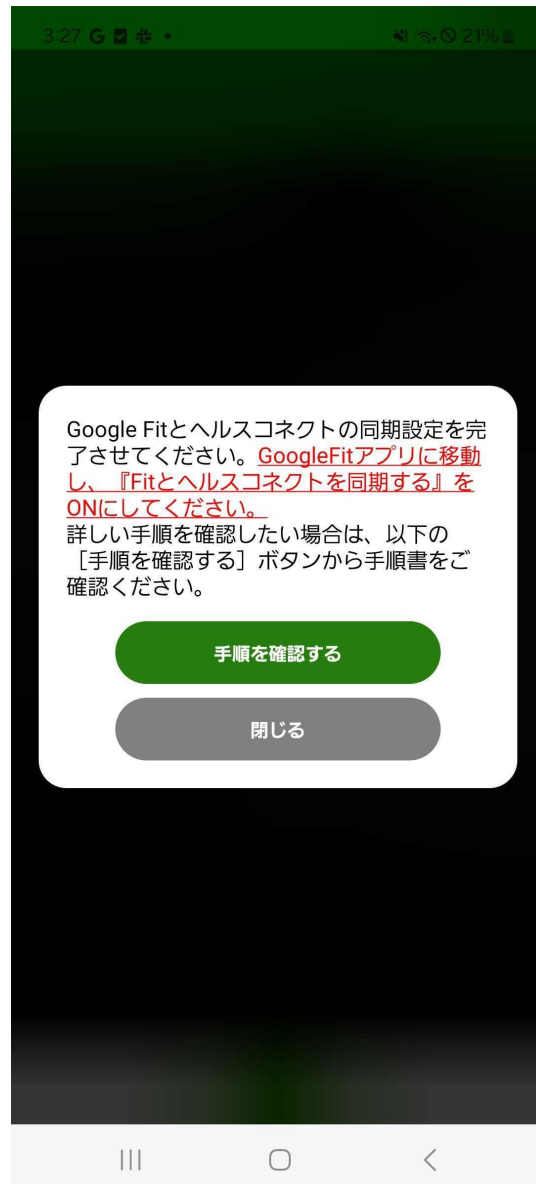 3:27 G
21%
Google Fitとヘルスコネクトの同期設定を完
了させてください。GoogleFitアプリに移動
し、『Fitとヘルスコネクトを同期する』を
ONにしてください。
詳しい手順を確認したい場合は、以下の
［手順を確認する］ボタンから手順書をご
確認ください。
手順を確認する
閉じる